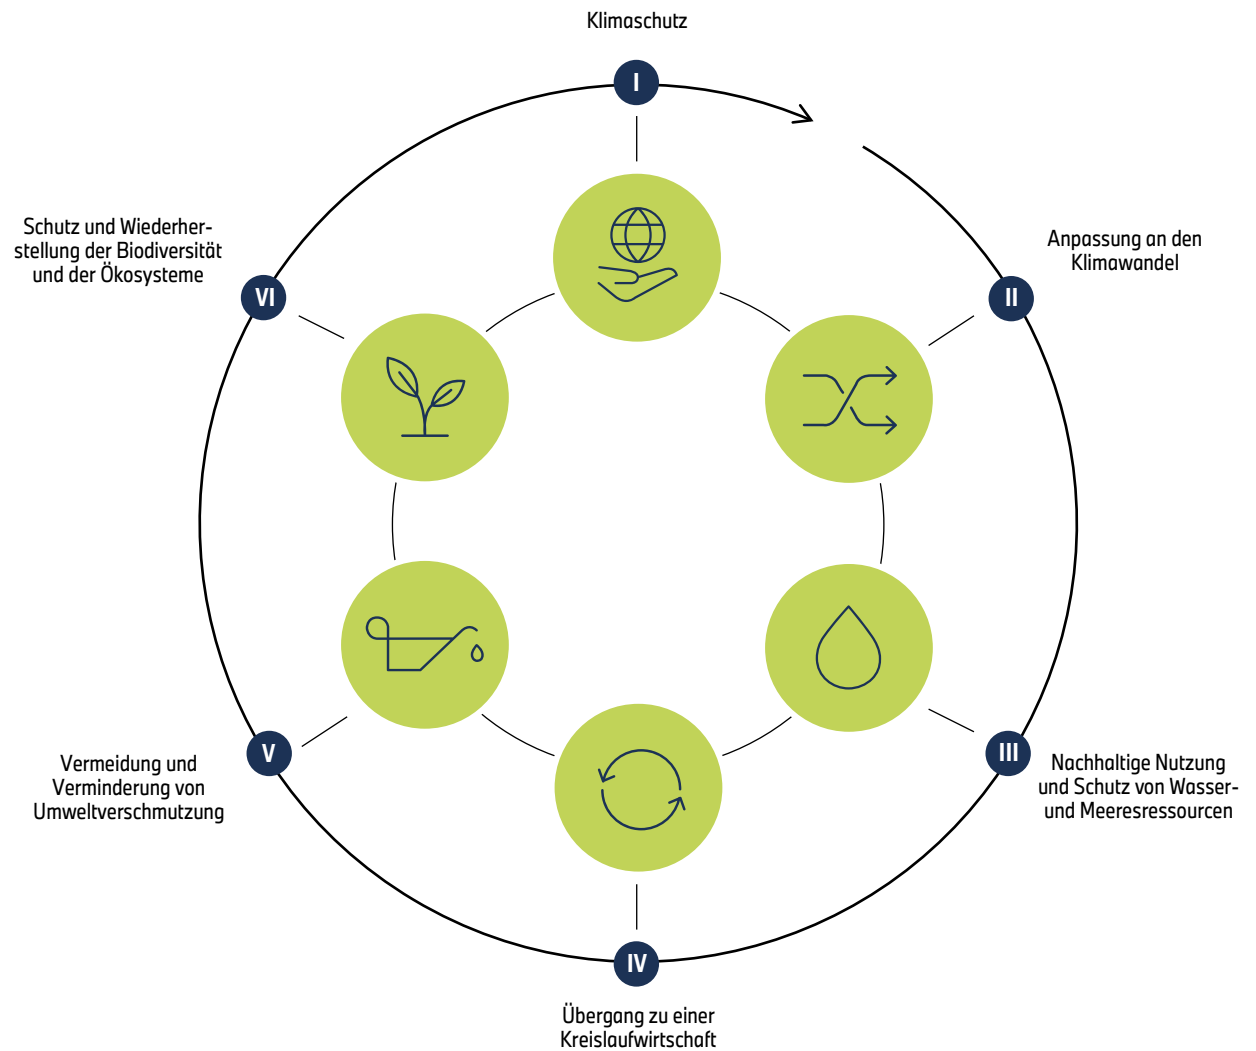 Klimaschutz
I
Anpassung an den
Klimawandel
II
III
Nachhaltige Nutzung
und Schutz von Wasser-
und Meeresressourcen
IV
Übergang zu einer
Kreislaufwirtschaft
V
Vermeidung und
Verminderung von
Umweltverschmutzung
Schutz und Wiederher-
stellung der Biodiversität
und der Ökosysteme
VI